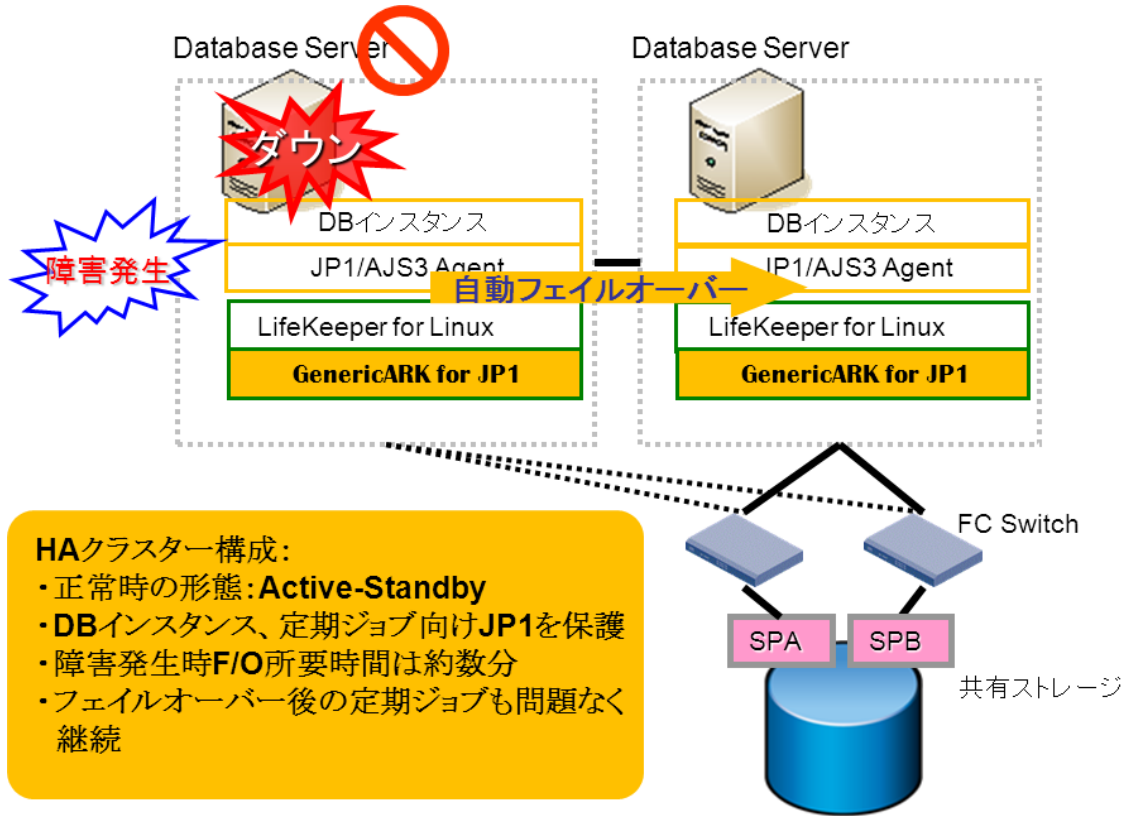 Database Server
Database Server
ダウン
障害発生
DBインスタンス
JP1/AJS3 Agent
LifeKeeper for Linux
GenericARK for JP1
自動フェイルオーバー
DBインスタンス
JP1/AJS3 Agent
LifeKeeper for Linux
GenericARK for JP1
FC Switch
SPA
SPB
共有ストレージ
HAクラスター構成：
・正常時の形態：Active-Standby
・DBインスタンス、定期ジョブ向けJP1を保護
・障害発生時F/O所要時間は約数分
・フェイルオーバー後の定期ジョブも問題なく
継続